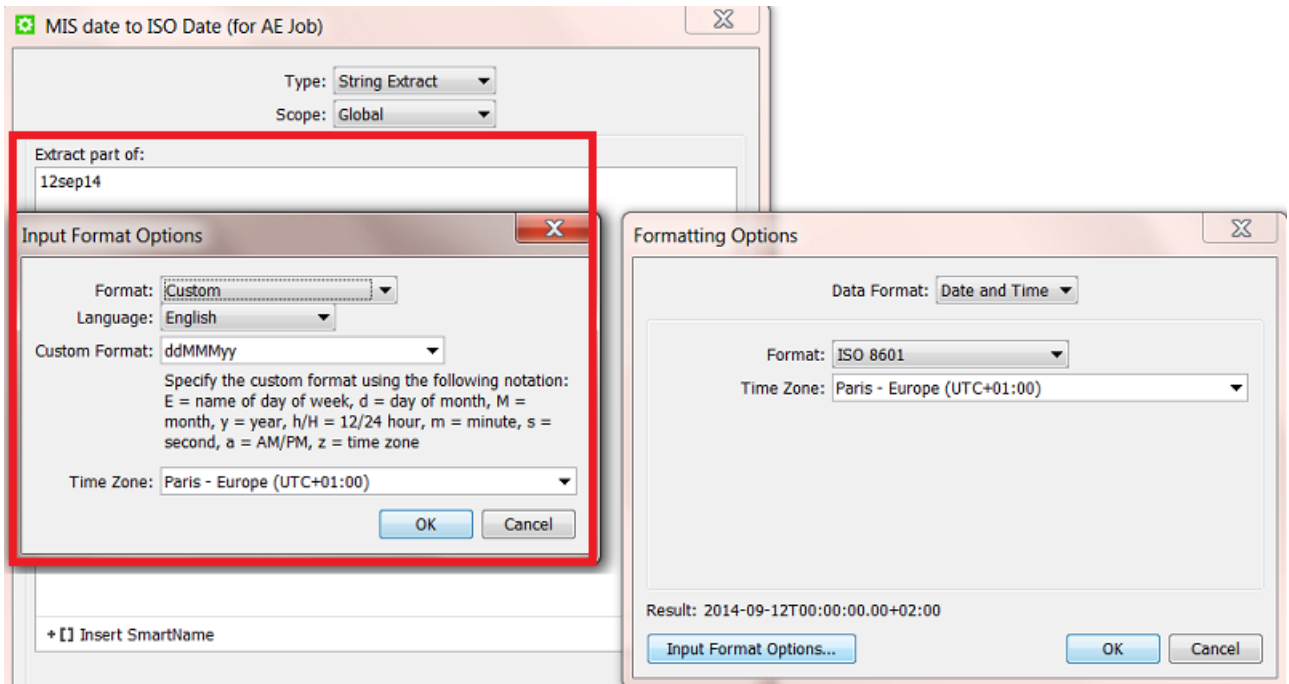 MIS date to ISO Date (for AE Job)
Type: String Extract
Scope: Global
Extract part of:
12sep14
Input Format Options
Format: Custom
Language: English
Custom Format: ddMMMyy
Specify the custom format using the following notation:
E = name of day of week, d = day of month, M =
month, y = year, h/H = 12/24 hour, m = minute, s =
second, a = AM/PM, z = time zone
Time Zone: Paris - Europe (UTC+01:00)
OK Cancel
+[] Insert SmartName
Formatting Options
Data Format: Date and Time
Format: ISO 8601
Time Zone: Paris - Europe (UTC+01:00)
Result: 2014-09-12T00:00:00.00+02:00
Input Format Options... OK Cancel